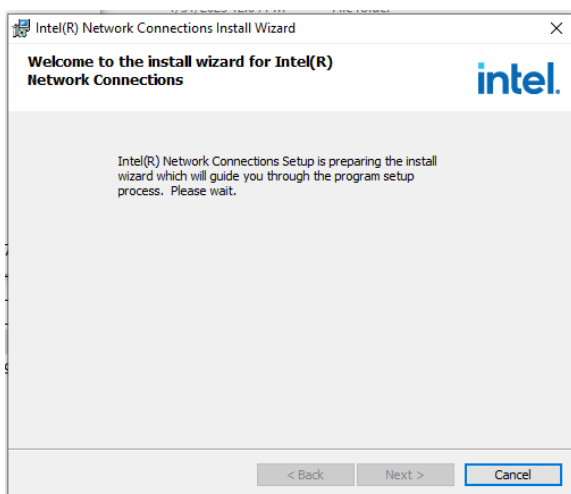 Intel(R) Network Connections Install Wizard
Welcome to the install wizard for Intel(R)
Network Connections
intel.
Intel(R) Network Connections Setup is preparing the install
wizard which will guide you through the program setup
process. Please wait.
< Back
Next >
Cancel